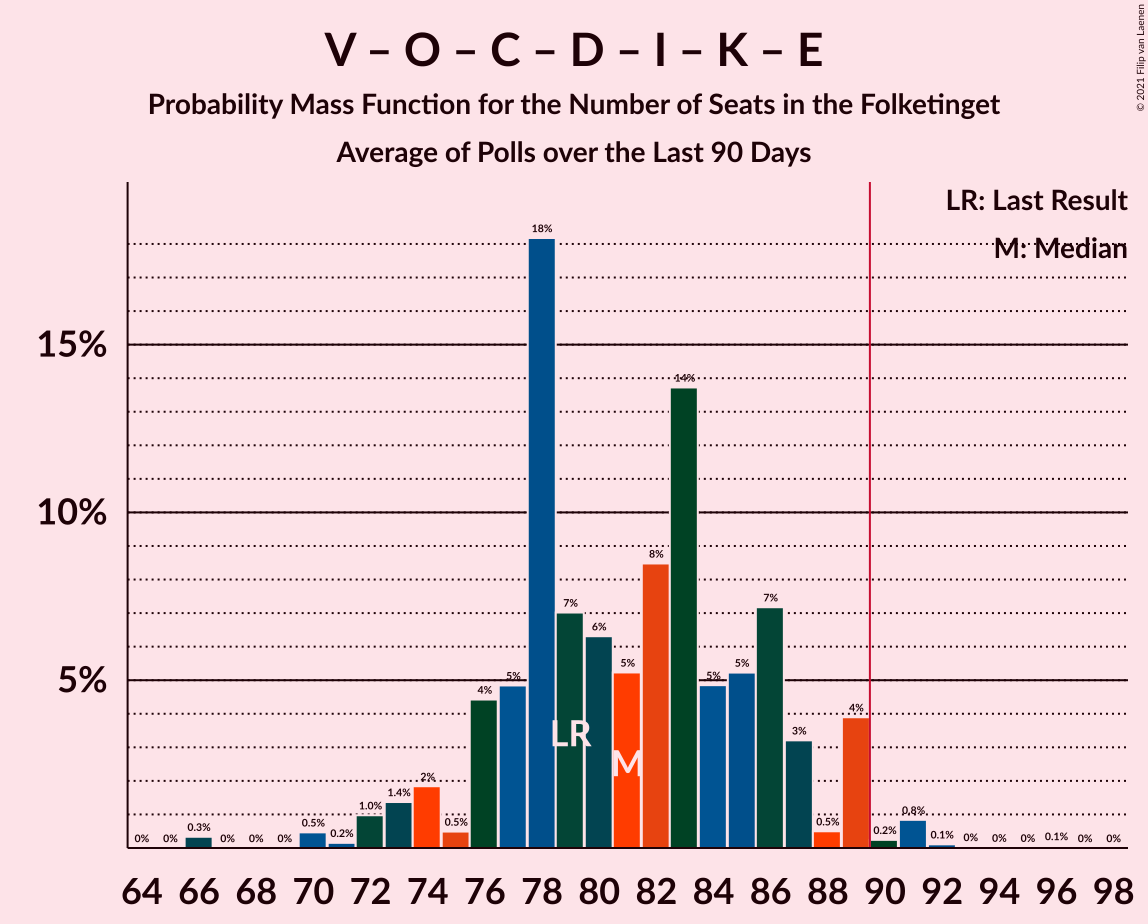 V – O – C – D – I – K – E
Probability Mass Function for the Number of Seats in the Folketinget
Average of Polls over the Last 90 Days
© 2021 Filip van Laenen
LR: Last Result
M: Median
15%
10%
5%
0% 0% 0.3% 0% 0% 0% 0.5% 0.2% 1.0% 1.4% 2% 0.5% 4% 5% 18% 7% 6% 5% 8% 14% 5% 5% 7% 3% 0.5% 4% 0.2% 0.8% 0.1% 0% 0% 0% 0.1% 0% 0%
LR
M
64 66 68 70 72 74 76 78 80 82 84 86 88 90 92 94 96 98